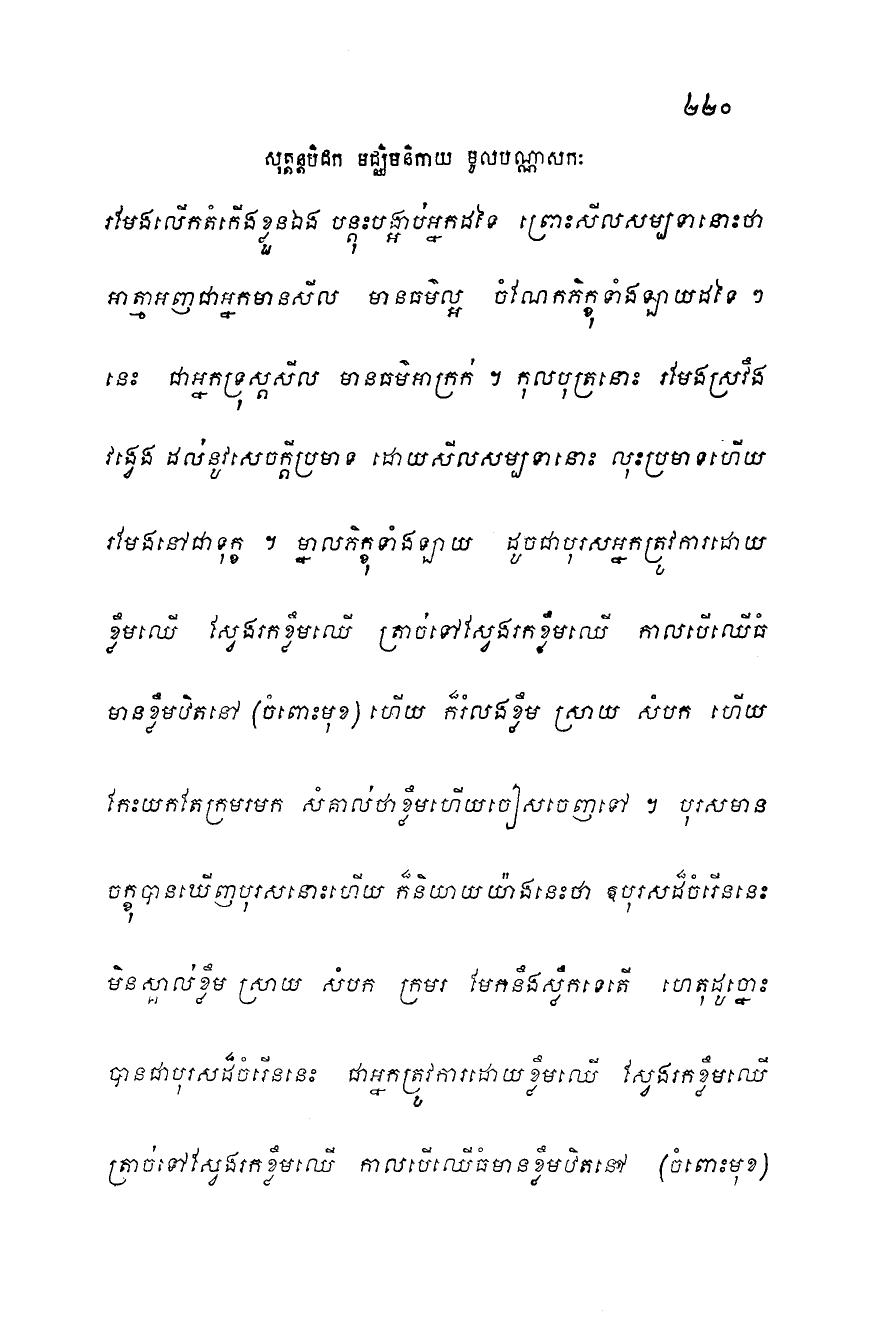 ២២០
សុត្តន្តបិដក មជ្ឈិមនិកាយ មូលបណ្ណាសកៈ
រមែងលើកតំកើងខ្លួនឯង បន្តុះបង្អាប់អ្នកដទៃ ព្រោះសីលសម្បទានោះថា
អាត្មាអញជាអ្នកមានសីល មានធម៌ល្អ ចំណែកភិក្ខុទាំងឡាយដទៃ ៗ
នេះ ជាអ្នកទ្រុស្តសីល មានធម៌អាក្រក់ ។ កុលបុត្រនោះ រមែងស្រវឹង
វង្វេង ដល់នូវសេចក្តីប្រមាទ ដោយសីលសម្បទានោះ លុះប្រមាទហើយ
រមែងនៅជាទុក្ខ ។ ម្នាលភិក្ខុទាំងឡាយ ដូចជាបុរសអ្នកត្រូវការដោយ
ខ្លឹមឈើ ស្វែងរកខ្លឹមឈើ ត្រាច់ទៅស្វែងរកខ្លឹមឈើ កាលបើឈើធំ
មានខ្លឹមឋិតនៅ (ចំពោះមុខ) ហើយ ក៏រំលងខ្លឹម ស្រាយ សំបក ហើយ
កែះយកតែក្រមរមក សំគាល់ថាខ្លឹមហើយចៀសចេញទៅ ។ បុរសមាន
ចក្ខុបានឃើញបុរសនោះហើយ ក៏និយាយយ៉ាងនេះថា ឱបុរសដ៏ចំរើននេះ
មិនស្គាល់ខ្លឹម ស្រាយ សំបក ក្រមរ មែកនឹងស្លឹកទេតើ ហេតុដូច្នោះ
បានជាបុរសដ៏ចំរើននេះ ជាអ្នកត្រូវការដោយខ្លឹមឈើ ស្វែងរកខ្លឹមឈើ
ត្រាច់ទៅស្វែងរកខ្លឹមឈើ កាលបើឈើធំមានខ្លឹមឋិតនៅ (ចំពោះមុខ)